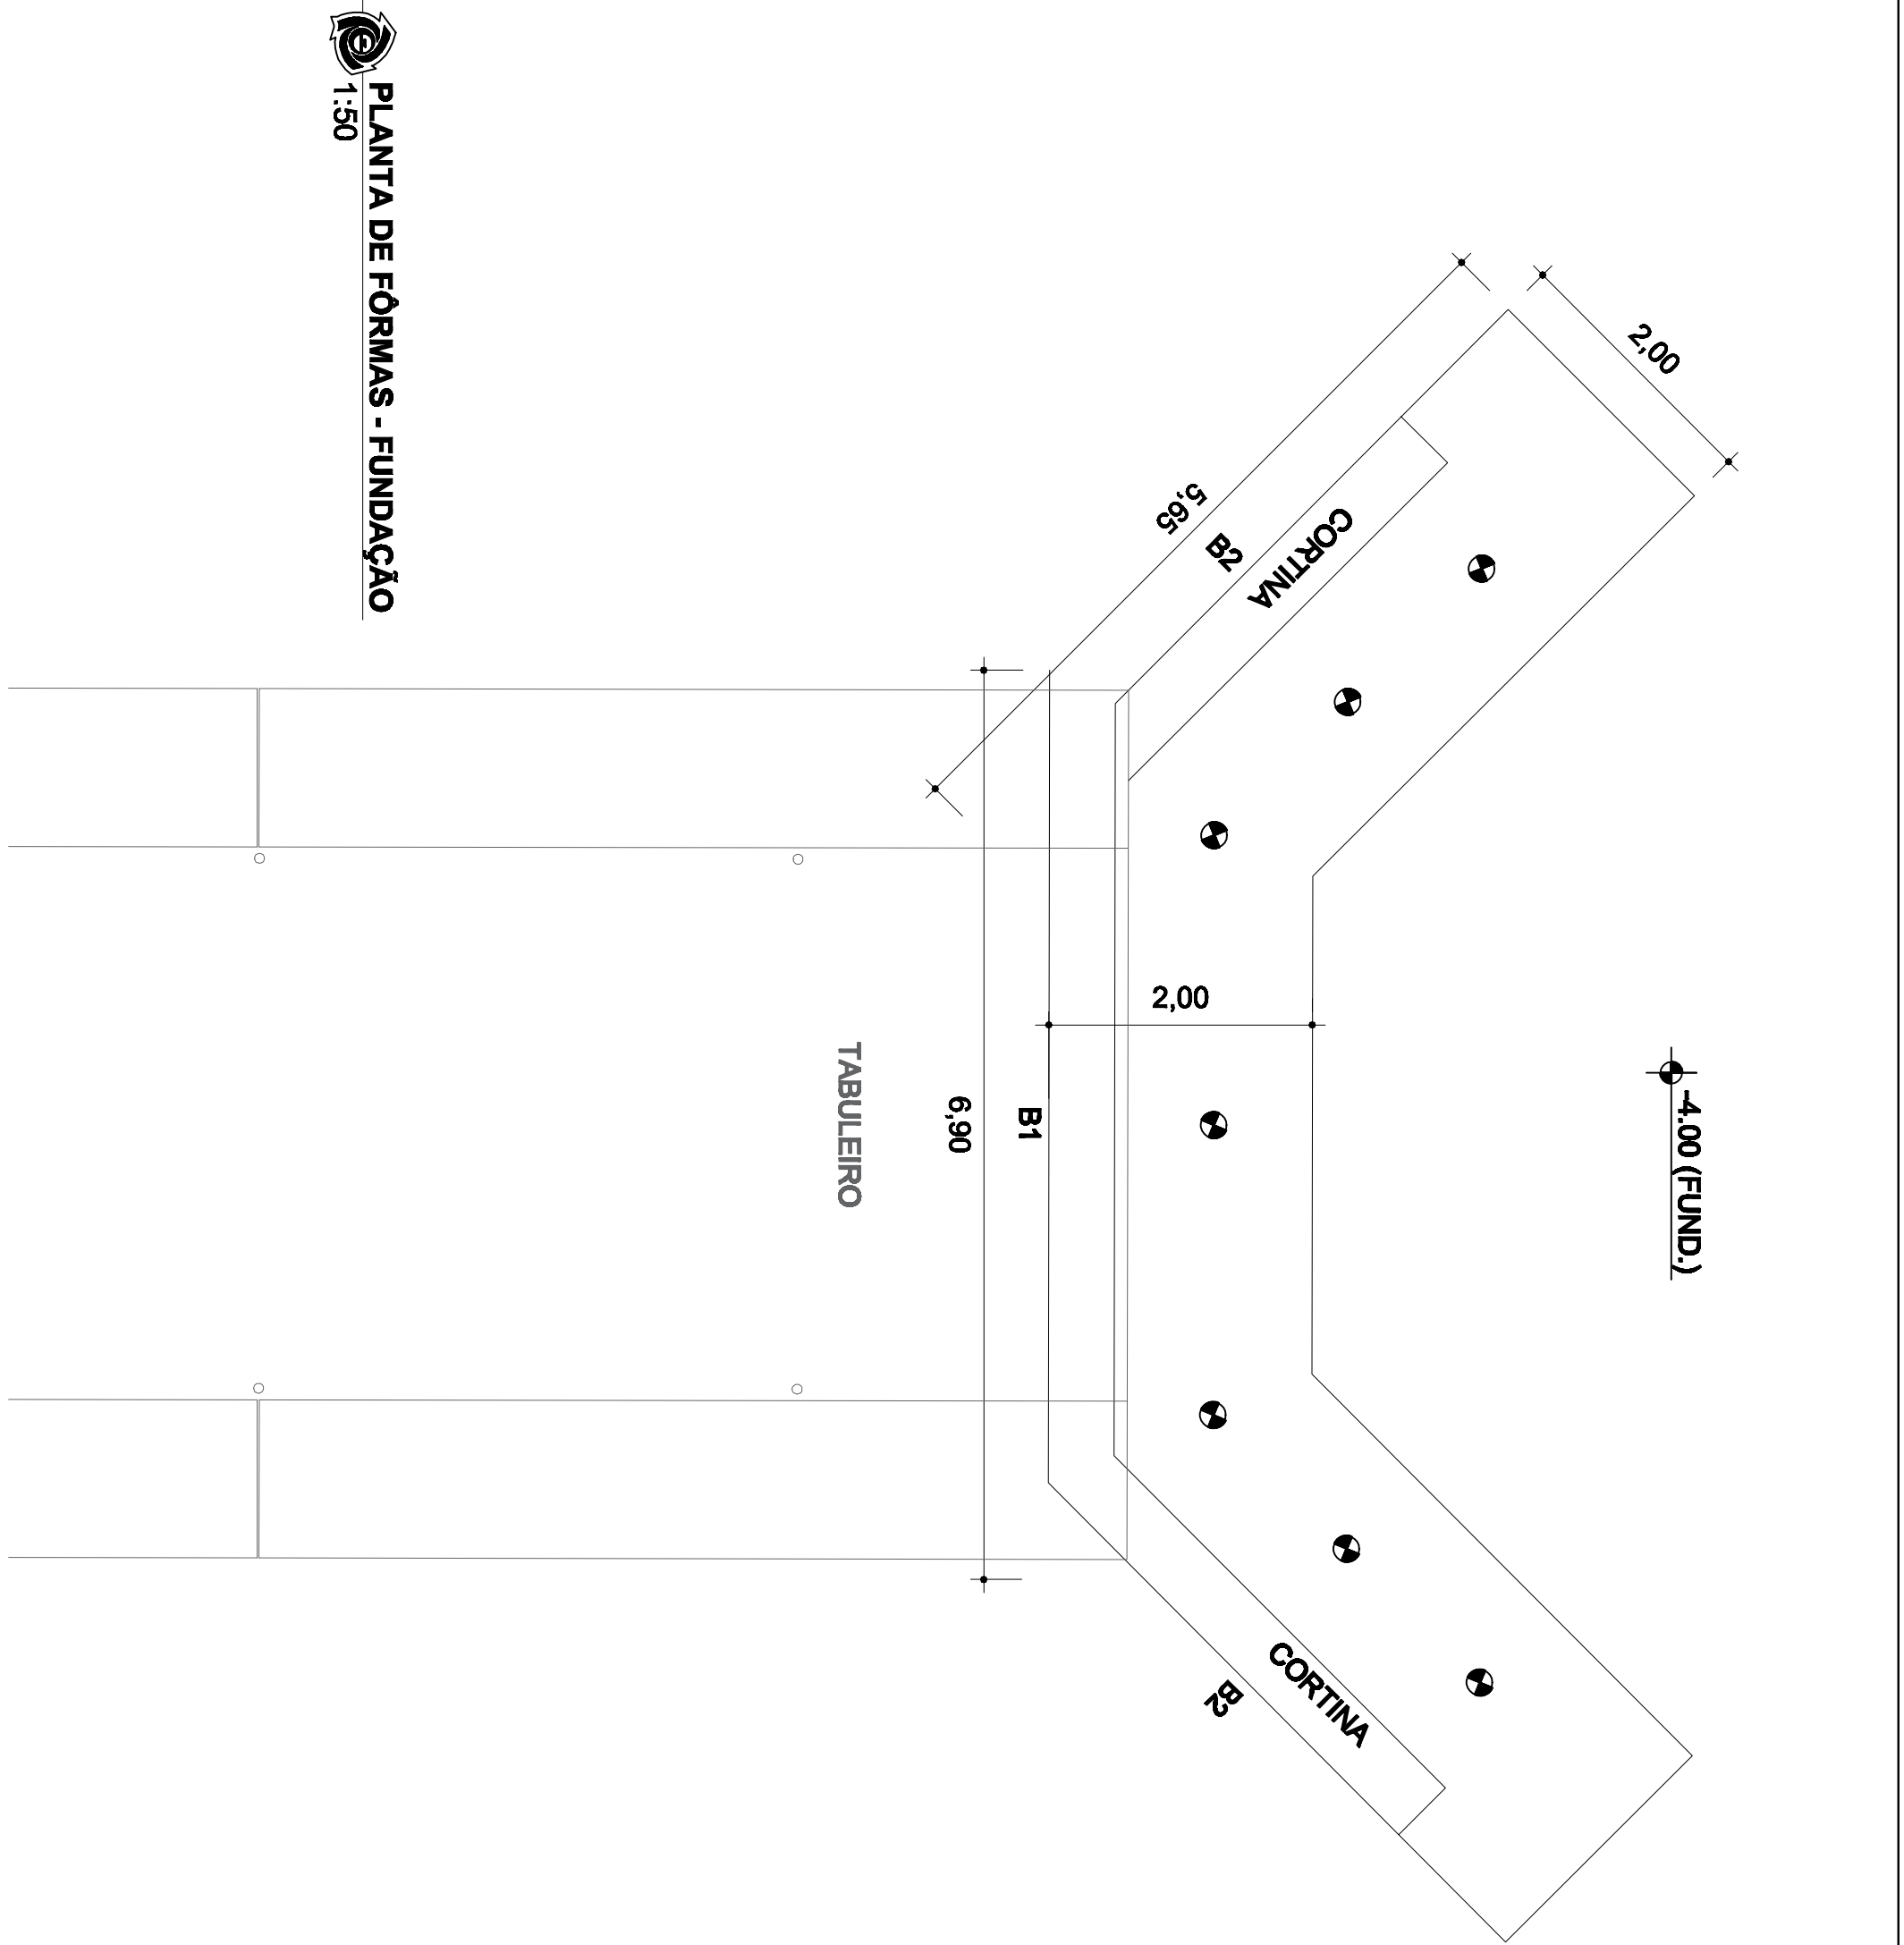 PLANTA DE FÔRMAS - FUNDAÇÃO
1:50
2,00
5,65
B2
CORTINA
2,00
TABULEIRO
6,90
B1
-4.00 (FUND.)
CORTINA
B2